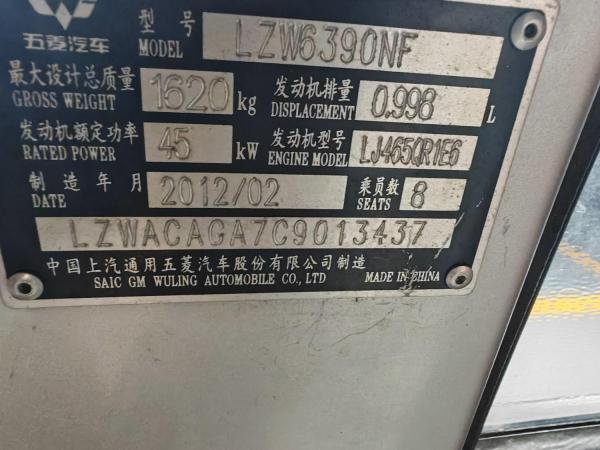 五菱汽车
型号 MODEL LZW6390NF
最大设计总质量 GROSS WEIGHT 1620 kg 发动机排量 DISPLACEMENT 0.998 L
发动机额定功率 RATED POWER 45 kW 发动机型号 ENGINE MODEL LJ465QR1E6
制造年月 DATE 2012/02 乘员数 SEATS 8
LZWACAGA7C9013437
中国上汽通用五菱汽车股份有限公司制造
SAIC GM WULING AUTOMOBILE CO., LTD MADE IN CHINA